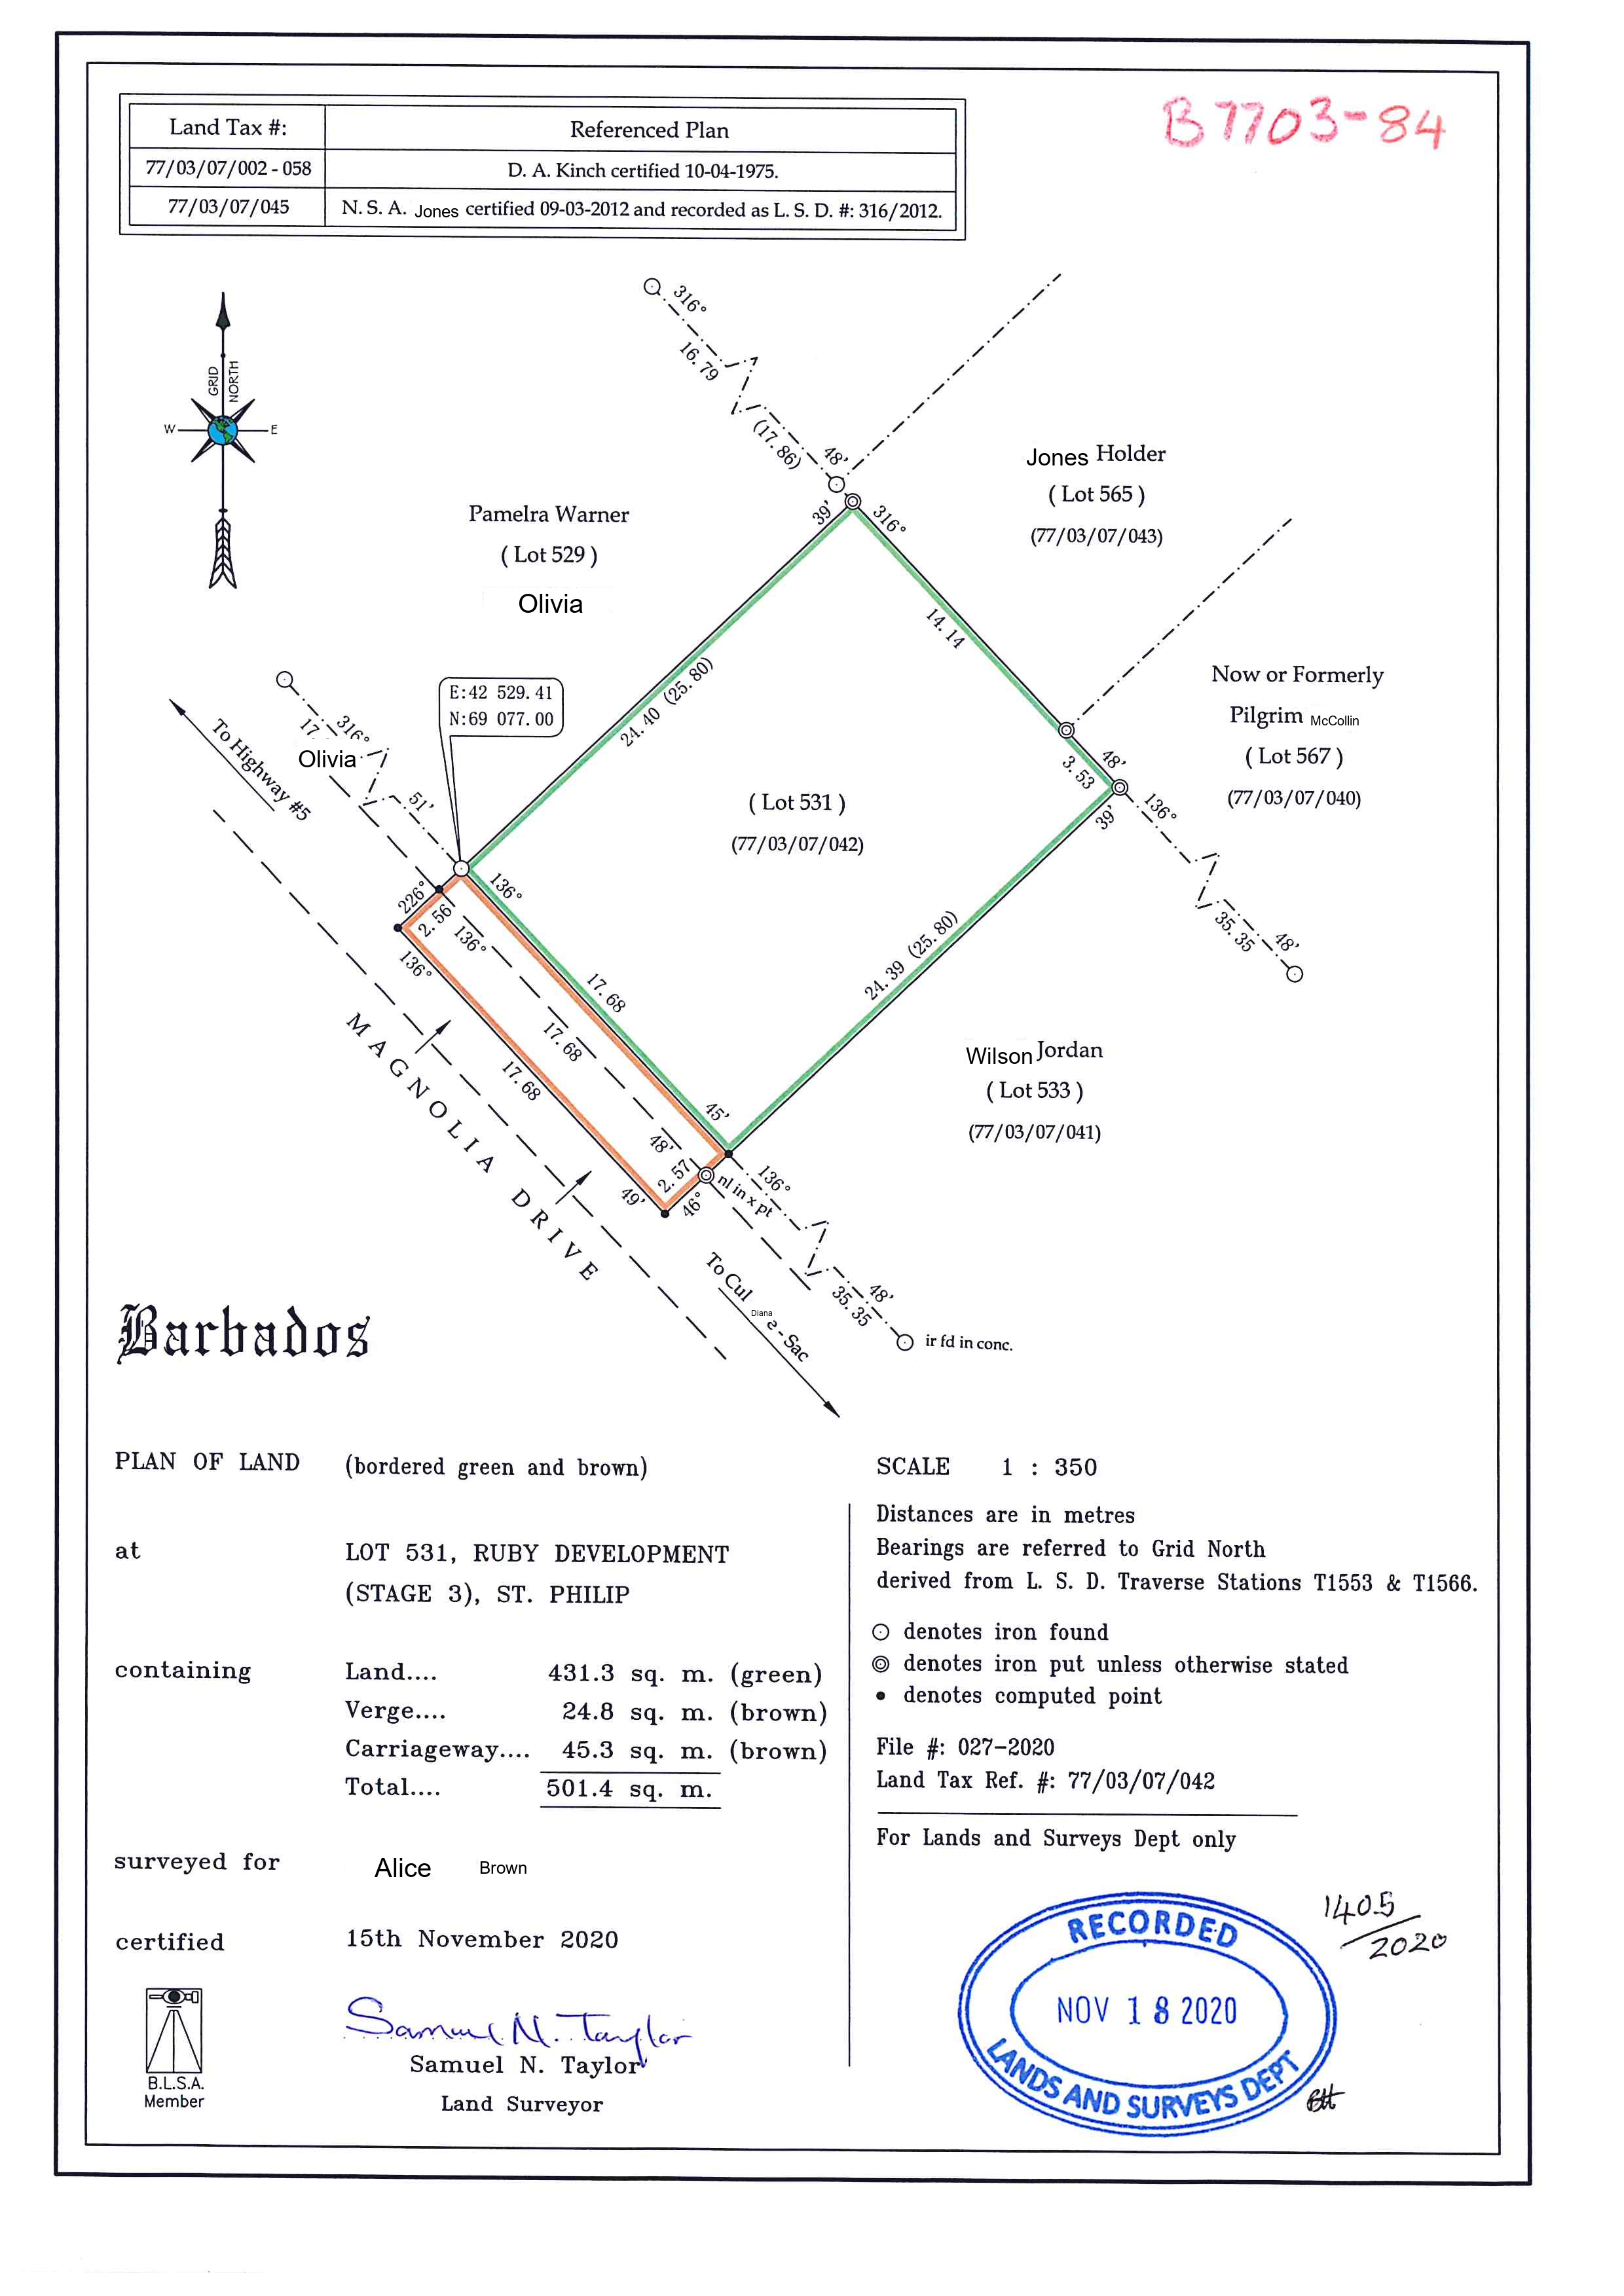 B7703-84
Land Tax #: Referenced Plan
77/03/07/002 - 058 D. A. Kinch certified 10-04-1975.
77/03/07/045 N. S. A. Jones certified 09-03-2012 and recorded as L. S. D. #: 316/2012.
GRID NORTH
W E
316°
16.79
(17.86)
48'
39'
316°
Jones Holder
( Lot 565 )
(77/03/07/043)
Pamelra Warner
( Lot 529 )
Olivia
14.14
24.40 (25.80)
Now or Formerly
Pilgrim McCollin
( Lot 567 )
(77/03/07/040)
E:42 529.41
N:69 077.00
316°
17.
Olivia
51'
To Highway #5
3.53
48'
39'
136°
35.35
48'
( Lot 531 )
(77/03/07/042)
226°
2.56
136°
136°
136°
17.68
17.68
17.68
24.39 (25.80)
Wilson Jordan
( Lot 533 )
(77/03/07/041)
45'
48'
2.57
49'
46°
nl in x pt
136°
48'
35.35
ir fd in conc.
MAGNOLIA DRIVE
To Cul Diana e - Sac
Barbados
PLAN OF LAND (bordered green and brown)
at LOT 531, RUBY DEVELOPMENT
(STAGE 3), ST. PHILIP
containing Land.... 431.3 sq. m. (green)
Verge.... 24.8 sq. m. (brown)
Carriageway.... 45.3 sq. m. (brown)
Total.... 501.4 sq. m.
surveyed for Alice Brown
certified 15th November 2020
B.L.S.A.
Member
Samuel N. Taylor
Samuel N. Taylor
Land Surveyor
SCALE 1 : 350
Distances are in metres
Bearings are referred to Grid North
derived from L. S. D. Traverse Stations T1553 & T1566.
denotes iron found
denotes iron put unless otherwise stated
denotes computed point
File #: 027-2020
Land Tax Ref. #: 77/03/07/042
For Lands and Surveys Dept only
1405/2020
RECORDED
NOV 18 2020
LANDS AND SURVEYS DEPT